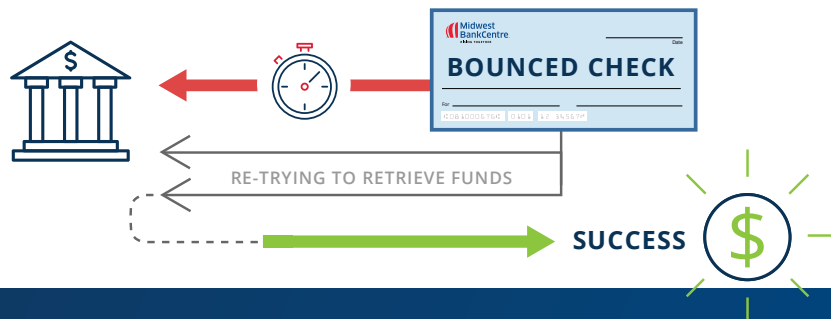 Midwest
BankCentre
Date
BOUNCED CHECK
For
RE-TRYING TO RETRIEVE FUNDS
SUCCESS
$
$